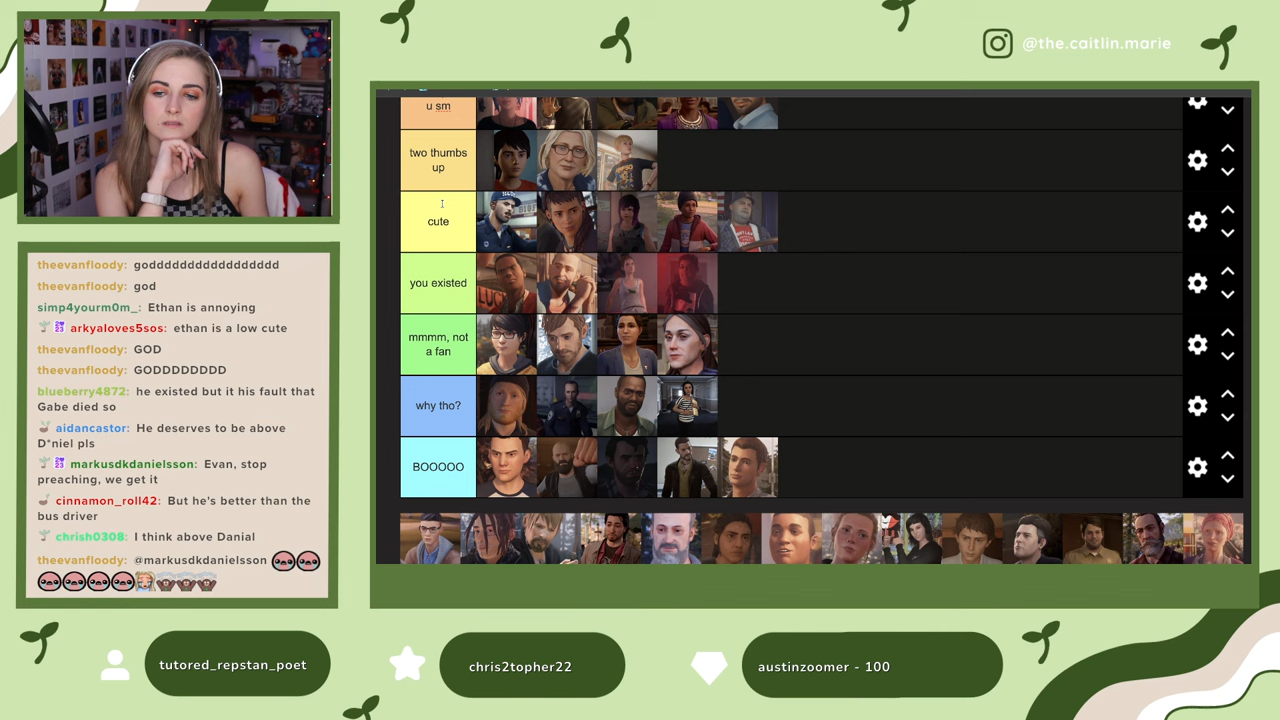 @the.caitlin.marie
u sm
two thumbs
up
cute
you existed
mmmm, not
a fan
why tho?
BOOOOO
theevanfloody: godddddddddddddddddd
theevanfloody: god
simp4yourm0m_: Ethan is annoying
arkyaloves5sos: ethan is a low cute
theevanfloody: GOD
theevanfloody: GODDDDDDDD
blueberry4872: he existed but it his fault that
Gabe died so
aidancastor: He deserves to be above
D*niel pls
markusdkdanielsson: Evan, stop
preaching, we get it
cinnamon_roll42: But he's better than the
bus driver
chrish0308: I think above Danial
theevanfloody: @markusdkdanielsson
tutored_repstan_poet
chris2topher22
austinzoomer - 100